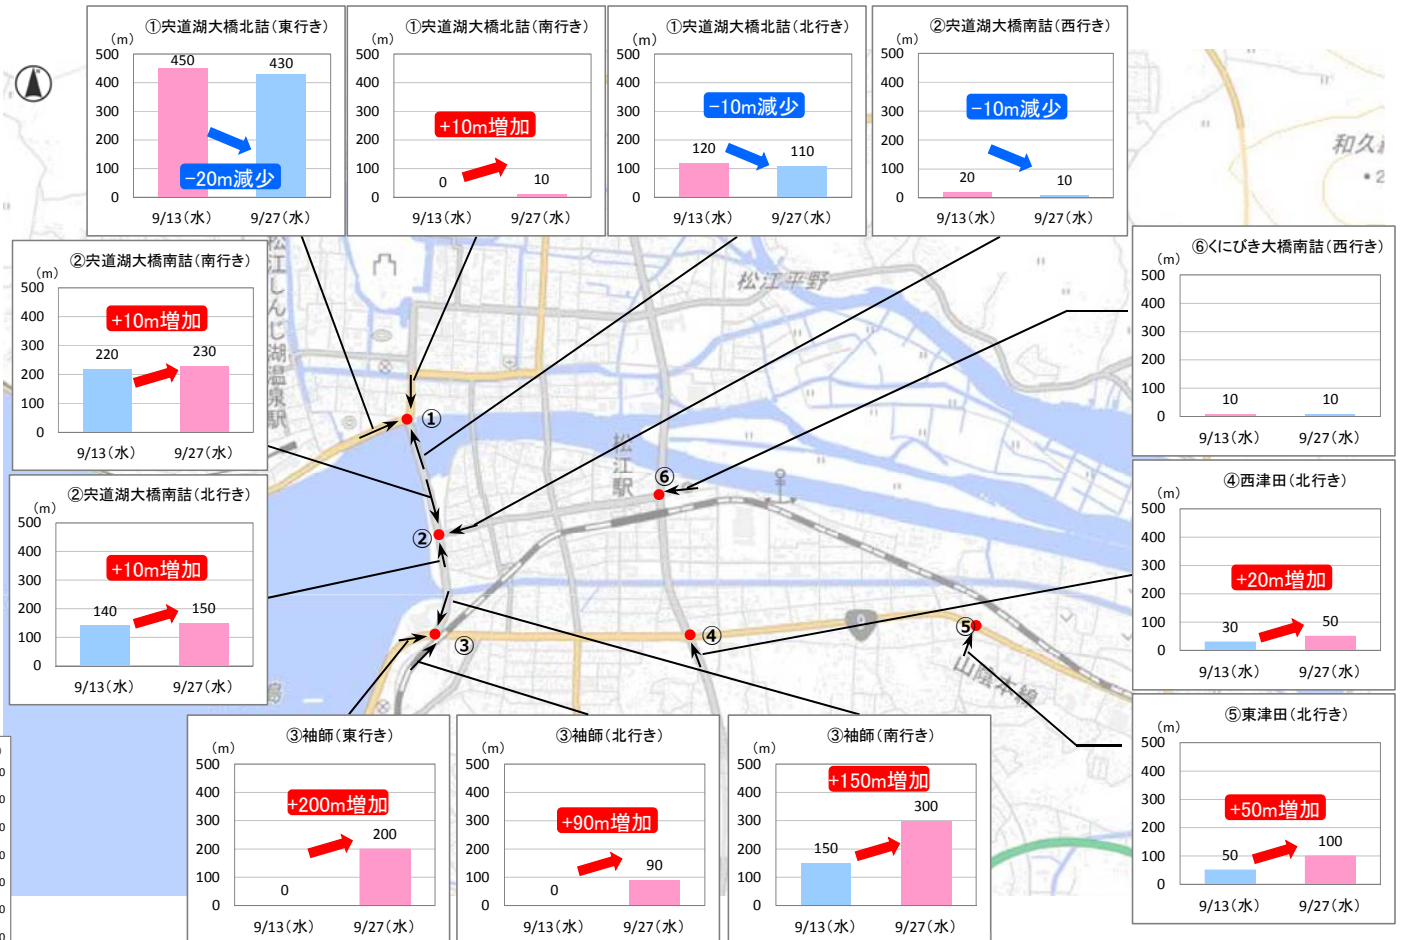 ①宍道湖大橋北詰(東行き)
(m)
500
400
300
200
100
0
450
430
-20m減少
9/13(水)
9/27(水)
①宍道湖大橋北詰(南行き)
(m)
500
400
300
200
100
0
+10m増加
0
10
9/13(水)
9/27(水)
①宍道湖大橋北詰(北行き)
(m)
500
400
300
200
100
0
-10m減少
120
110
9/13(水)
9/27(水)
②宍道湖大橋南詰(西行き)
(m)
500
400
300
200
100
0
-10m減少
20
10
9/13(水)
9/27(水)
②宍道湖大橋南詰(南行き)
(m)
500
400
300
200
100
0
+10m増加
220
230
9/13(水)
9/27(水)
⑥くにびき大橋南詰(西行き)
(m)
500
400
300
200
100
0
10
10
9/13(水)
9/27(水)
②宍道湖大橋南詰(北行き)
(m)
500
400
300
200
100
0
+10m増加
140
150
9/13(水)
9/27(水)
④西津田(北行き)
(m)
500
400
300
200
100
0
+20m増加
30
50
9/13(水)
9/27(水)
⑤東津田(北行き)
(m)
500
400
300
200
100
0
+50m増加
50
100
9/13(水)
9/27(水)
③袖師(東行き)
(m)
500
400
300
200
100
0
+200m増加
0
200
9/13(水)
9/27(水)
③袖師(北行き)
(m)
500
400
300
200
100
0
+90m増加
0
90
9/13(水)
9/27(水)
③袖師(南行き)
(m)
500
400
300
200
100
0
+150m増加
150
300
9/13(水)
9/27(水)
松江しんじ湖温泉駅
松江平野
松江駅
山陰本線
和久
①
②
③
④
⑤
⑥